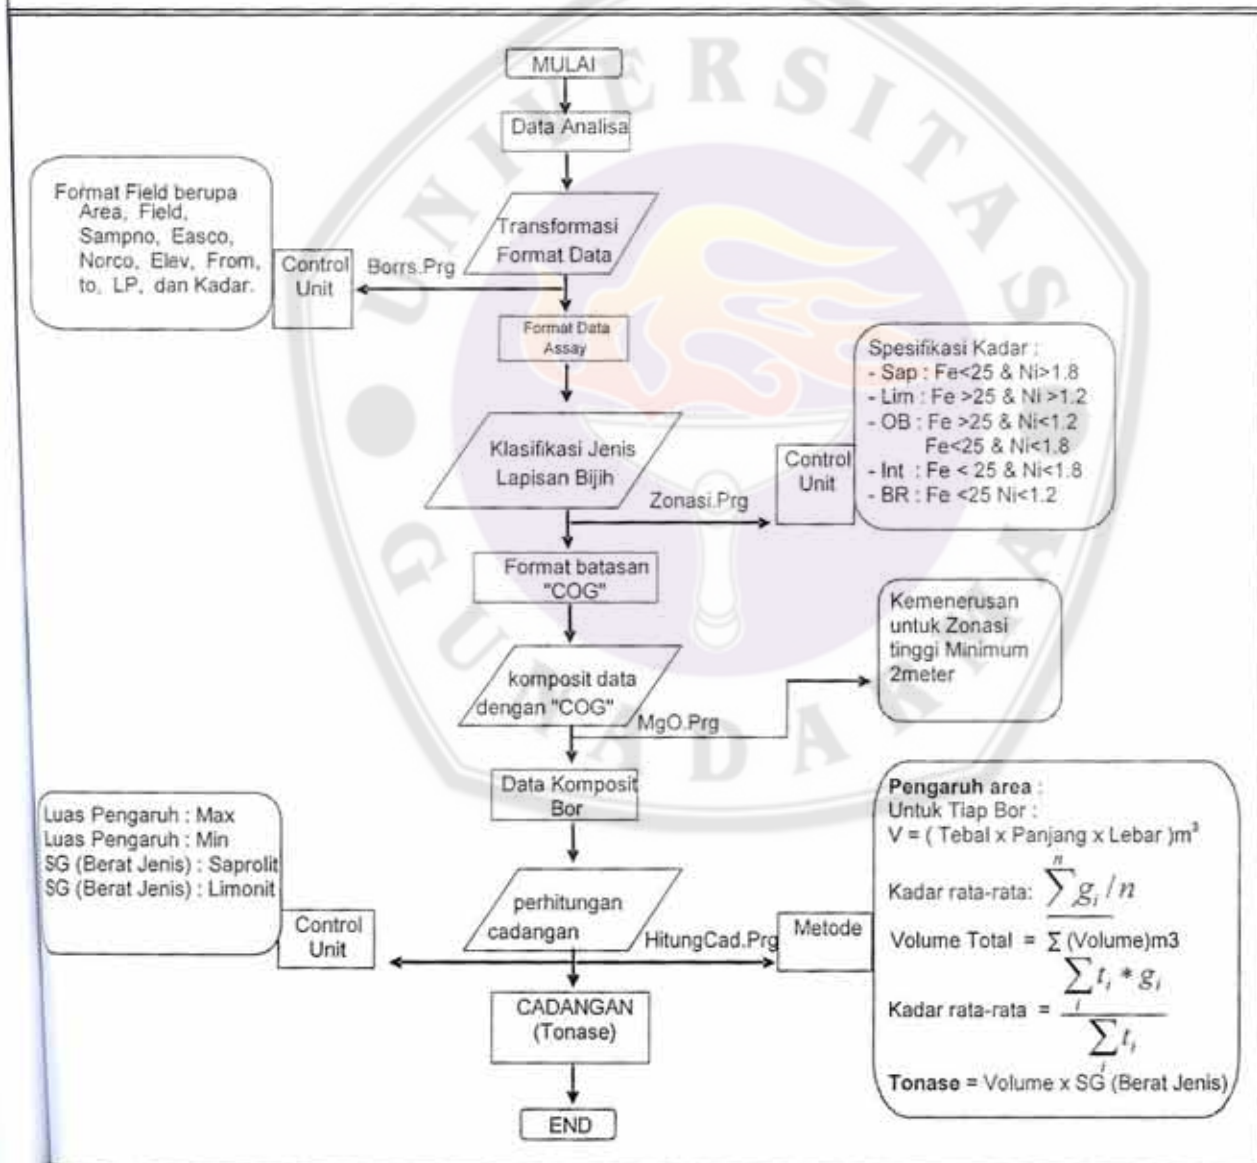 MULAI
Data Analisa
Transformasi
Format Data
Format Field berupa
Area, Field,
Sampno, Easco,
Norco, Elev, From,
to, LP, dan Kadar.
Control
Unit
Borrs.Prg
Format Data
Assay
Klasifikasi Jenis
Lapisan Bijih
Zonasi.Prg
Control
Unit
Spesifikasi Kadar :
- Sap : Fe<25 & Ni>1.8
- Lim : Fe >25 & Ni >1.2
- OB : Fe >25 & Ni<1.2
Fe<25 & Ni<1.8
- Int : Fe < 25 & Ni<1.8
- BR : Fe <25 Ni<1.2
Format batasan
"COG"
komposit data
dengan "COG"
MgO.Prg
Kemenerusan
untuk Zonasi
tinggi Minimum
2meter
Data Komposit
Bor
perhitungan
cadangan
HitungCad.Prg
Luas Pengaruh : Max
Luas Pengaruh : Min
SG (Berat Jenis) : Saprolit
SG (Berat Jenis) : Limonit
Control
Unit
Metode
Pengaruh area :
Untuk Tiap Bor :
V = ( Tebal x Panjang x Lebar )m³
Kadar rata-rata: n ∑ gᵢ / n
Volume Total = ∑ (Volume)m3
Kadar rata-rata = ∑ᵢ tᵢ * gᵢ
∑ᵢ tᵢ
Tonase = Volume x SG (Berat Jenis)
CADANGAN
(Tonase)
END
UNIVERSITAS
GUNADARMA